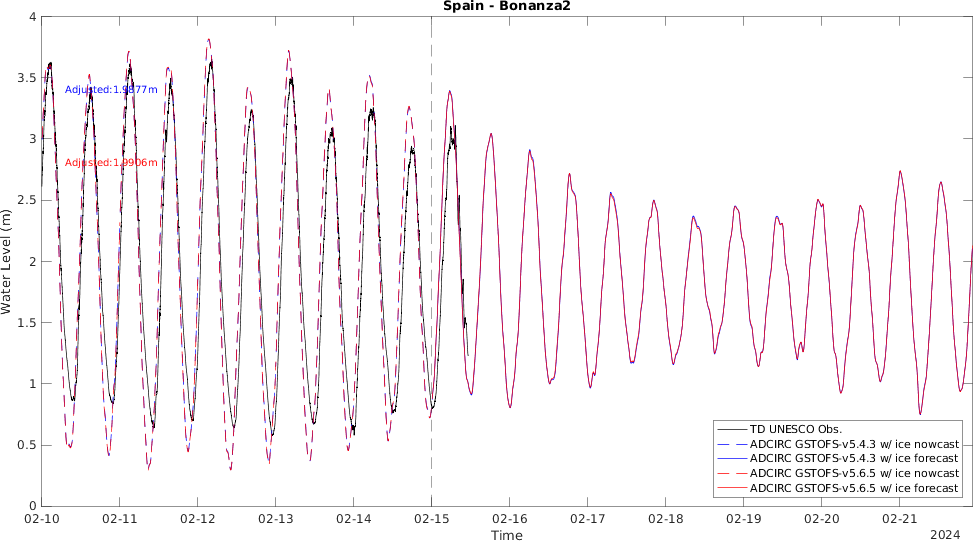 Spain - Bonanza2
4
3.5
3
2.5
2
1.5
1
0.5
0
Water Level (m)
Adjusted:1.9877m
Adjusted:1.9906m
TD UNESCO Obs.
ADCIRC GSTOFS-v5.4.3 w/ ice nowcast
ADCIRC GSTOFS-v5.4.3 w/ ice forecast
ADCIRC GSTOFS-v5.6.5 w/ ice nowcast
ADCIRC GSTOFS-v5.6.5 w/ ice forecast
02-10 02-11 02-12 02-13 02-14 02-15 02-16 02-17 02-18 02-19 02-20 02-21
Time
2024